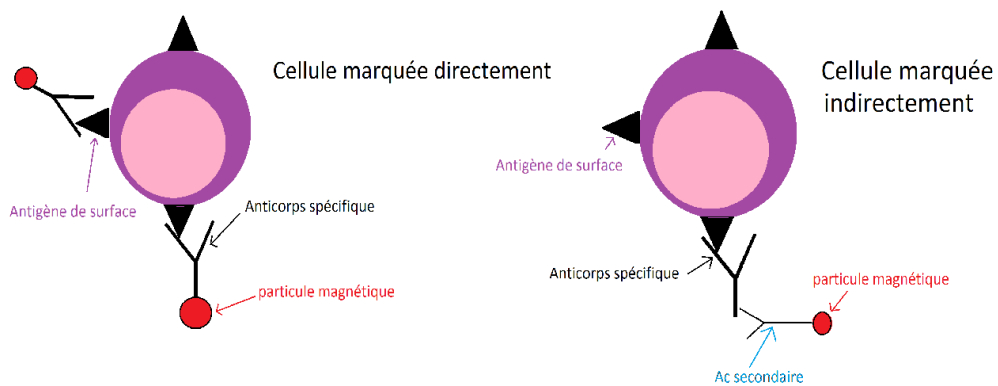 Cellule marquée directement
Antigène de surface
Anticorps spécifique
particule magnétique
Cellule marquée
indirectement
Antigène de surface
Anticorps spécifique
particule magnétique
Ac secondaire